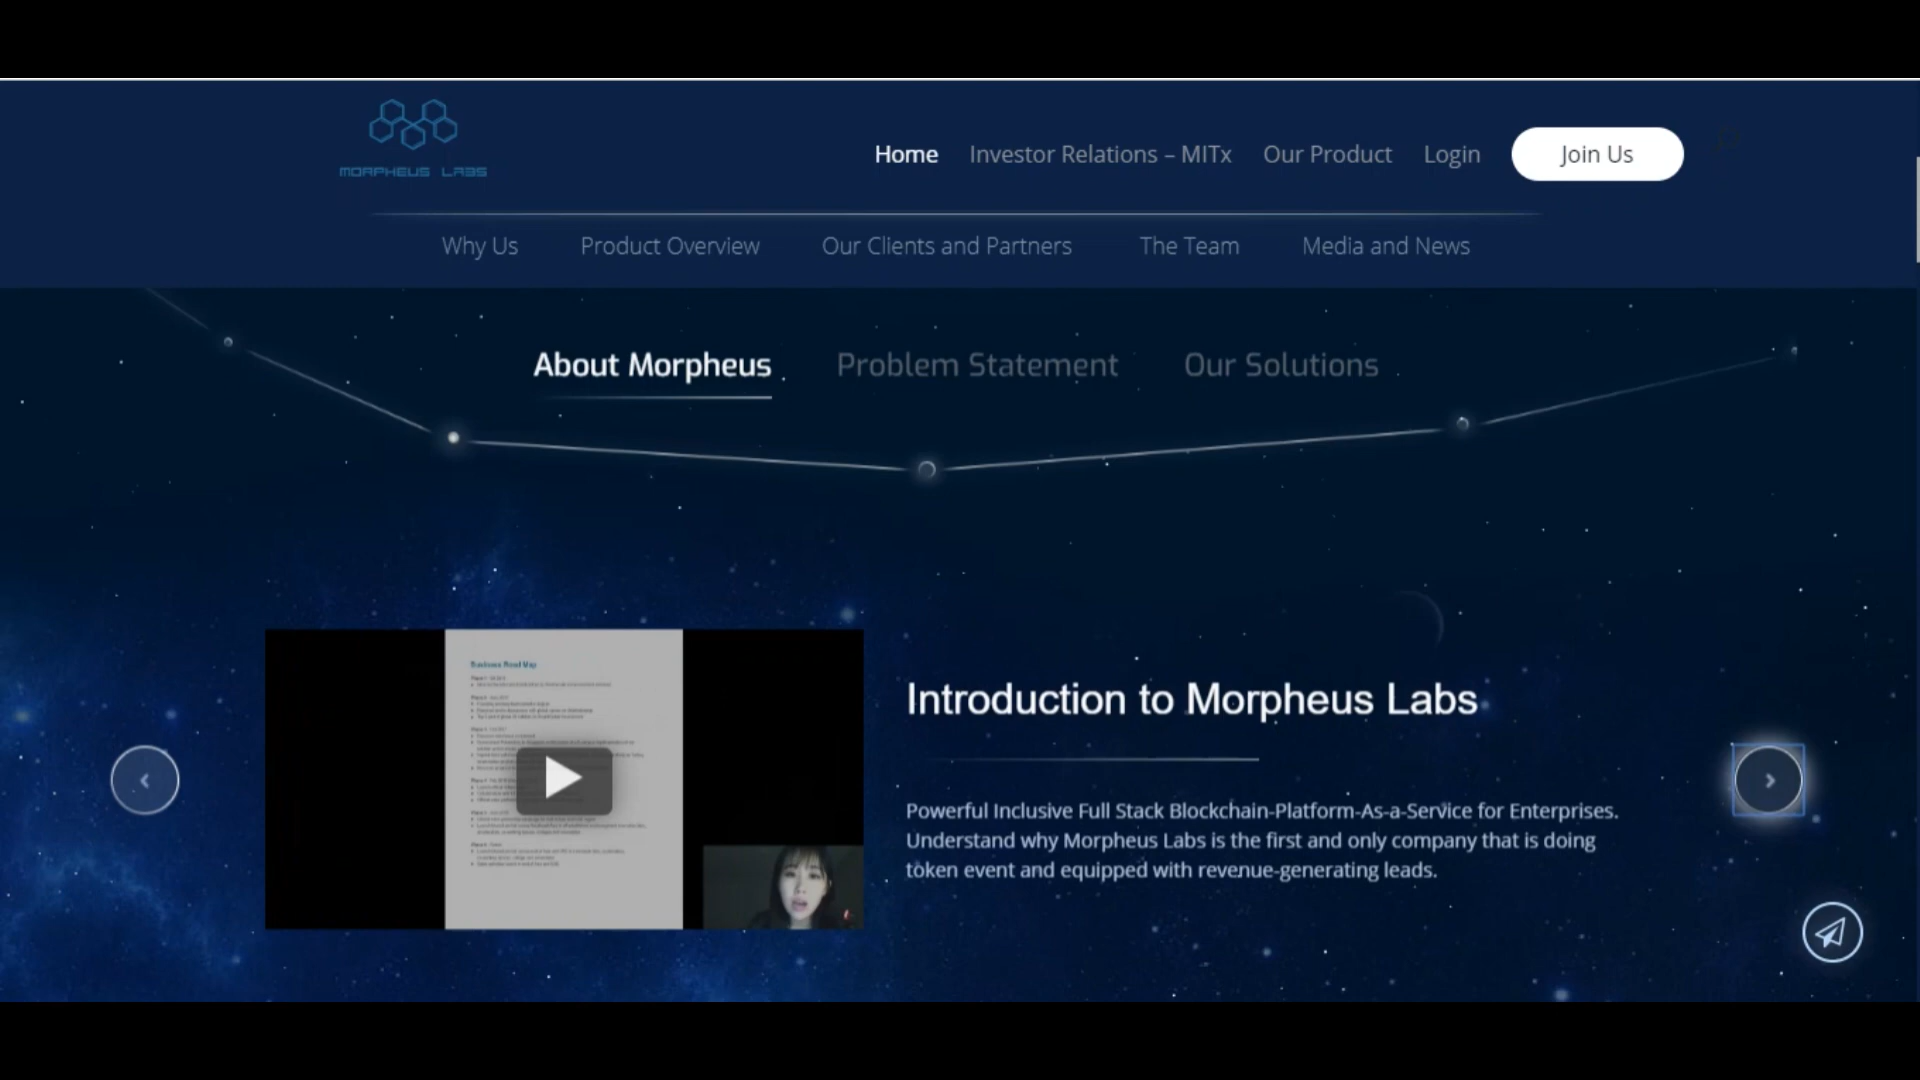 MORPHEUS LABS
Home
Investor Relations – MITx
Our Product
Login
Join Us
Why Us
Product Overview
Our Clients and Partners
The Team
Media and News
About Morpheus
Problem Statement
Our Solutions
Business Road Map
Introduction to Morpheus Labs
Powerful Inclusive Full Stack Blockchain-Platform-As-a-Service for Enterprises.
Understand why Morpheus Labs is the first and only company that is doing
token event and equipped with revenue-generating leads.